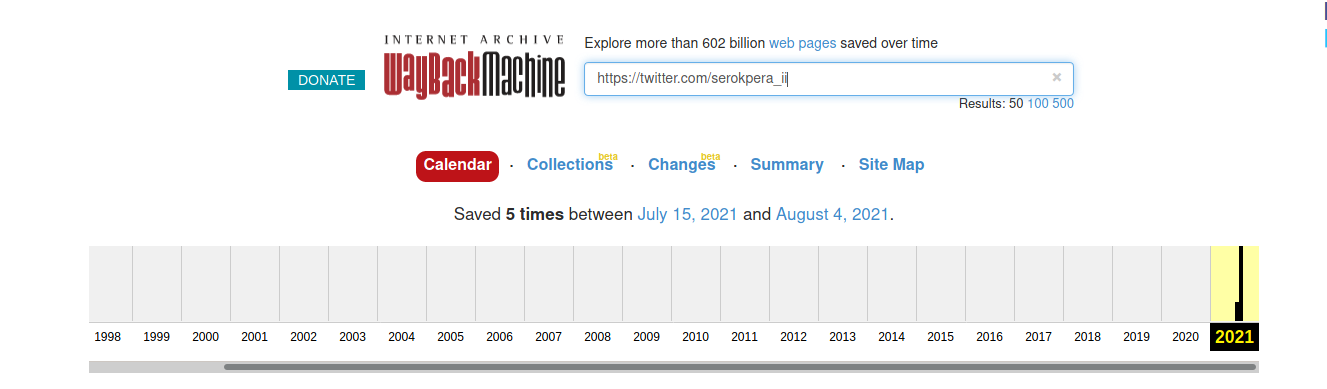 INTERNET ARCHIVE
WayBackMachine
DONATE
Explore more than 602 billion web pages saved over time
https://twitter.com/serokpera_ii
×
Results: 50 100 500
Calendar · Collections beta · Changes beta · Summary · Site Map
Saved 5 times between July 15, 2021 and August 4, 2021.
1998 1999 2000 2001 2002 2003 2004 2005 2006 2007 2008 2009 2010 2011 2012 2013 2014 2015 2016 2017 2018 2019 2020 2021